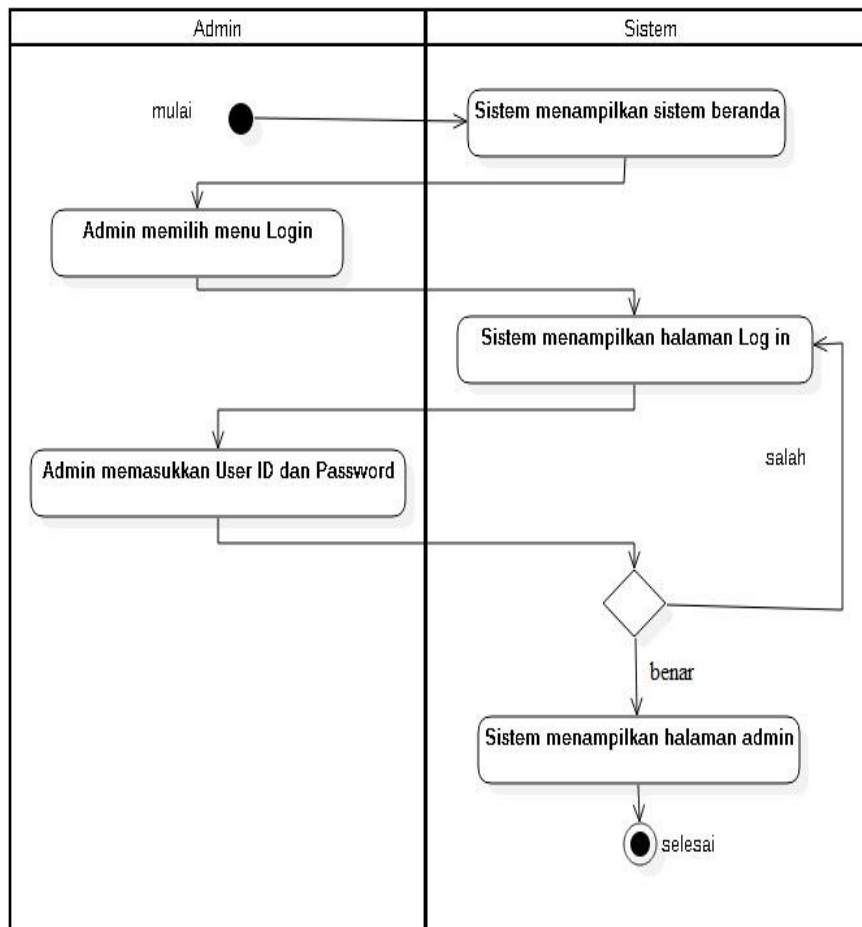 Admin
Sistem
mulai
Sistem menampilkan sistem beranda
Admin memilih menu Login
Sistem menampilkan halaman Log in
Admin memasukkan User ID dan Password
salah
benar
Sistem menampilkan halaman admin
selesai